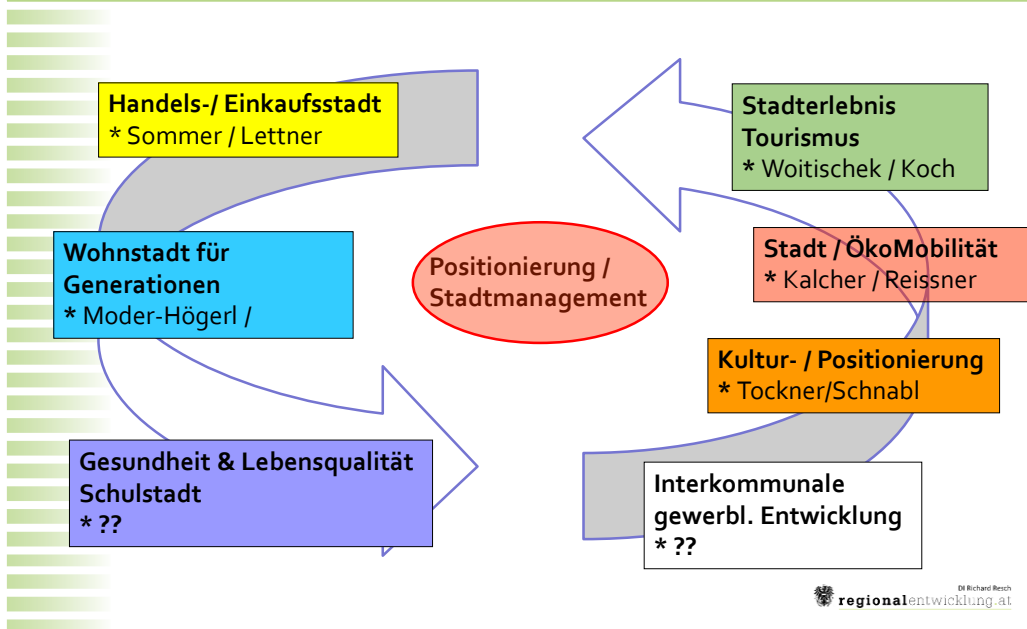 Handels-/ Einkaufsstadt
* Sommer / Lettner
Wohnstadt für
Generationen
* Moder-Högerl /
Gesundheit & Lebensqualität
Schulstadt
* ??
Positionierung /
Stadtmanagement
Stadterlebnis
Tourismus
* Woitischek / Koch
Stadt / ÖkoMobilität
* Kalcher / Reissner
Kultur- / Positionierung
* Tockner/Schnabl
Interkommunale
gewerbl. Entwicklung
* ??
DI Richard Resch
regionalentwicklung.at